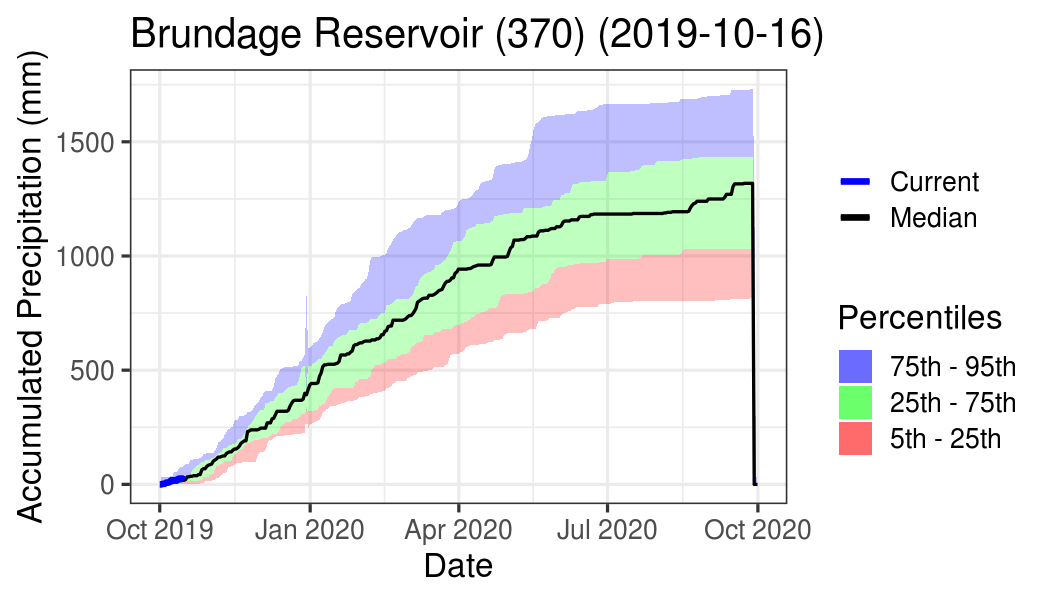 Brundage Reservoir (370) (2019-10-16)
Accumulated Precipitation (mm)
1500
1000
500
0
Oct 2019
Jan 2020
Apr 2020
Jul 2020
Oct 2020
Date
Current
Median
Percentiles
75th - 95th
25th - 75th
5th - 25th